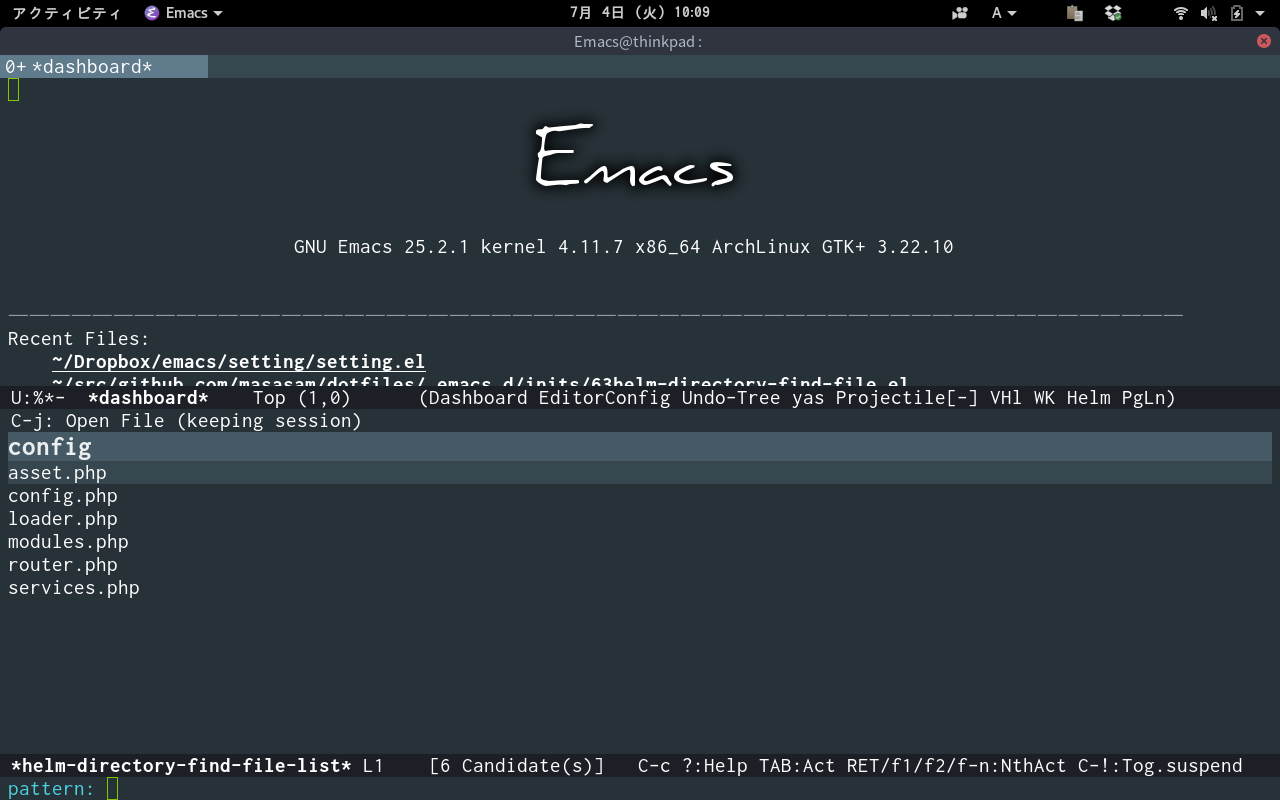 アクティビティ Emacs 7月 4日 (火) 10:09 A
Emacs@thinkpad:
0+ *dashboard*
Emacs
GNU Emacs 25.2.1 kernel 4.11.7 x86_64 ArchLinux GTK+ 3.22.10
Recent Files:
~/Dropbox/emacs/setting/setting.el
~/src/github.com/masasam/dotfiles/.emacs.d/inits/63helm-directory-find-file.el
U:%*- *dashboard* Top (1,0) (Dashboard EditorConfig Undo-Tree yas Projectile[-] VHl WK Helm PgLn)
C-j: Open File (keeping session)
config
asset.php
config.php
loader.php
modules.php
router.php
services.php
*helm-directory-find-file-list* L1 [6 Candidate(s)] C-c ?:Help TAB:Act RET/f1/f2/f-n:NthAct C-!:Tog.suspend
pattern: